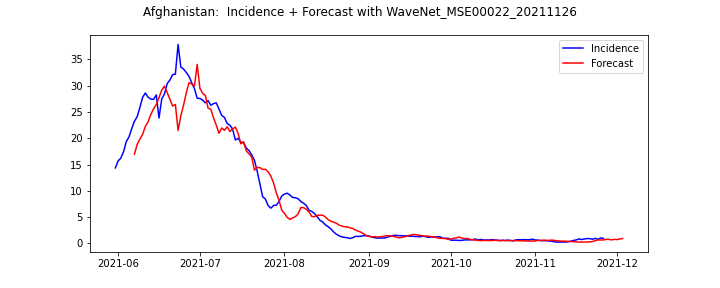 Afghanistan:  Incidence + Forecast with WaveNet_MSE00022_20211126
Incidence
Forecast
35
30
25
20
15
10
5
0
2021-06 2021-07 2021-08 2021-09 2021-10 2021-11 2021-12